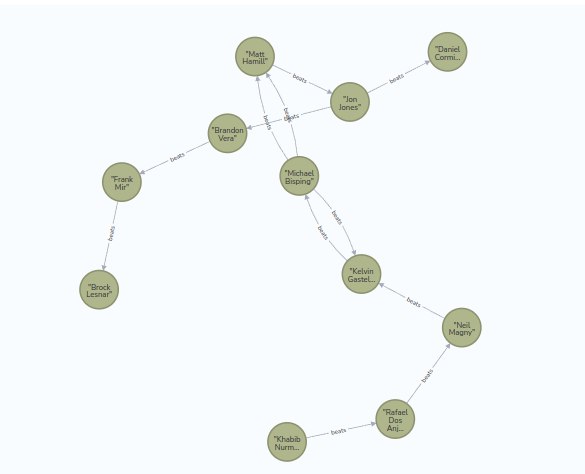 "Matt
Hamill"
"Daniel
Cormi...
beats
beats
"Jon
Jones"
beats
beats
beats
"Brandon
Vera"
beats
"Michael
Bisping"
"Frank
Mir"
beats
beats
beats
"Kelvin
Gastel...
"Brock
Lesnar"
beats
"Neil
Magny"
beats
"Rafael
Dos
Anj...
beats
"Khabib
Nurm...